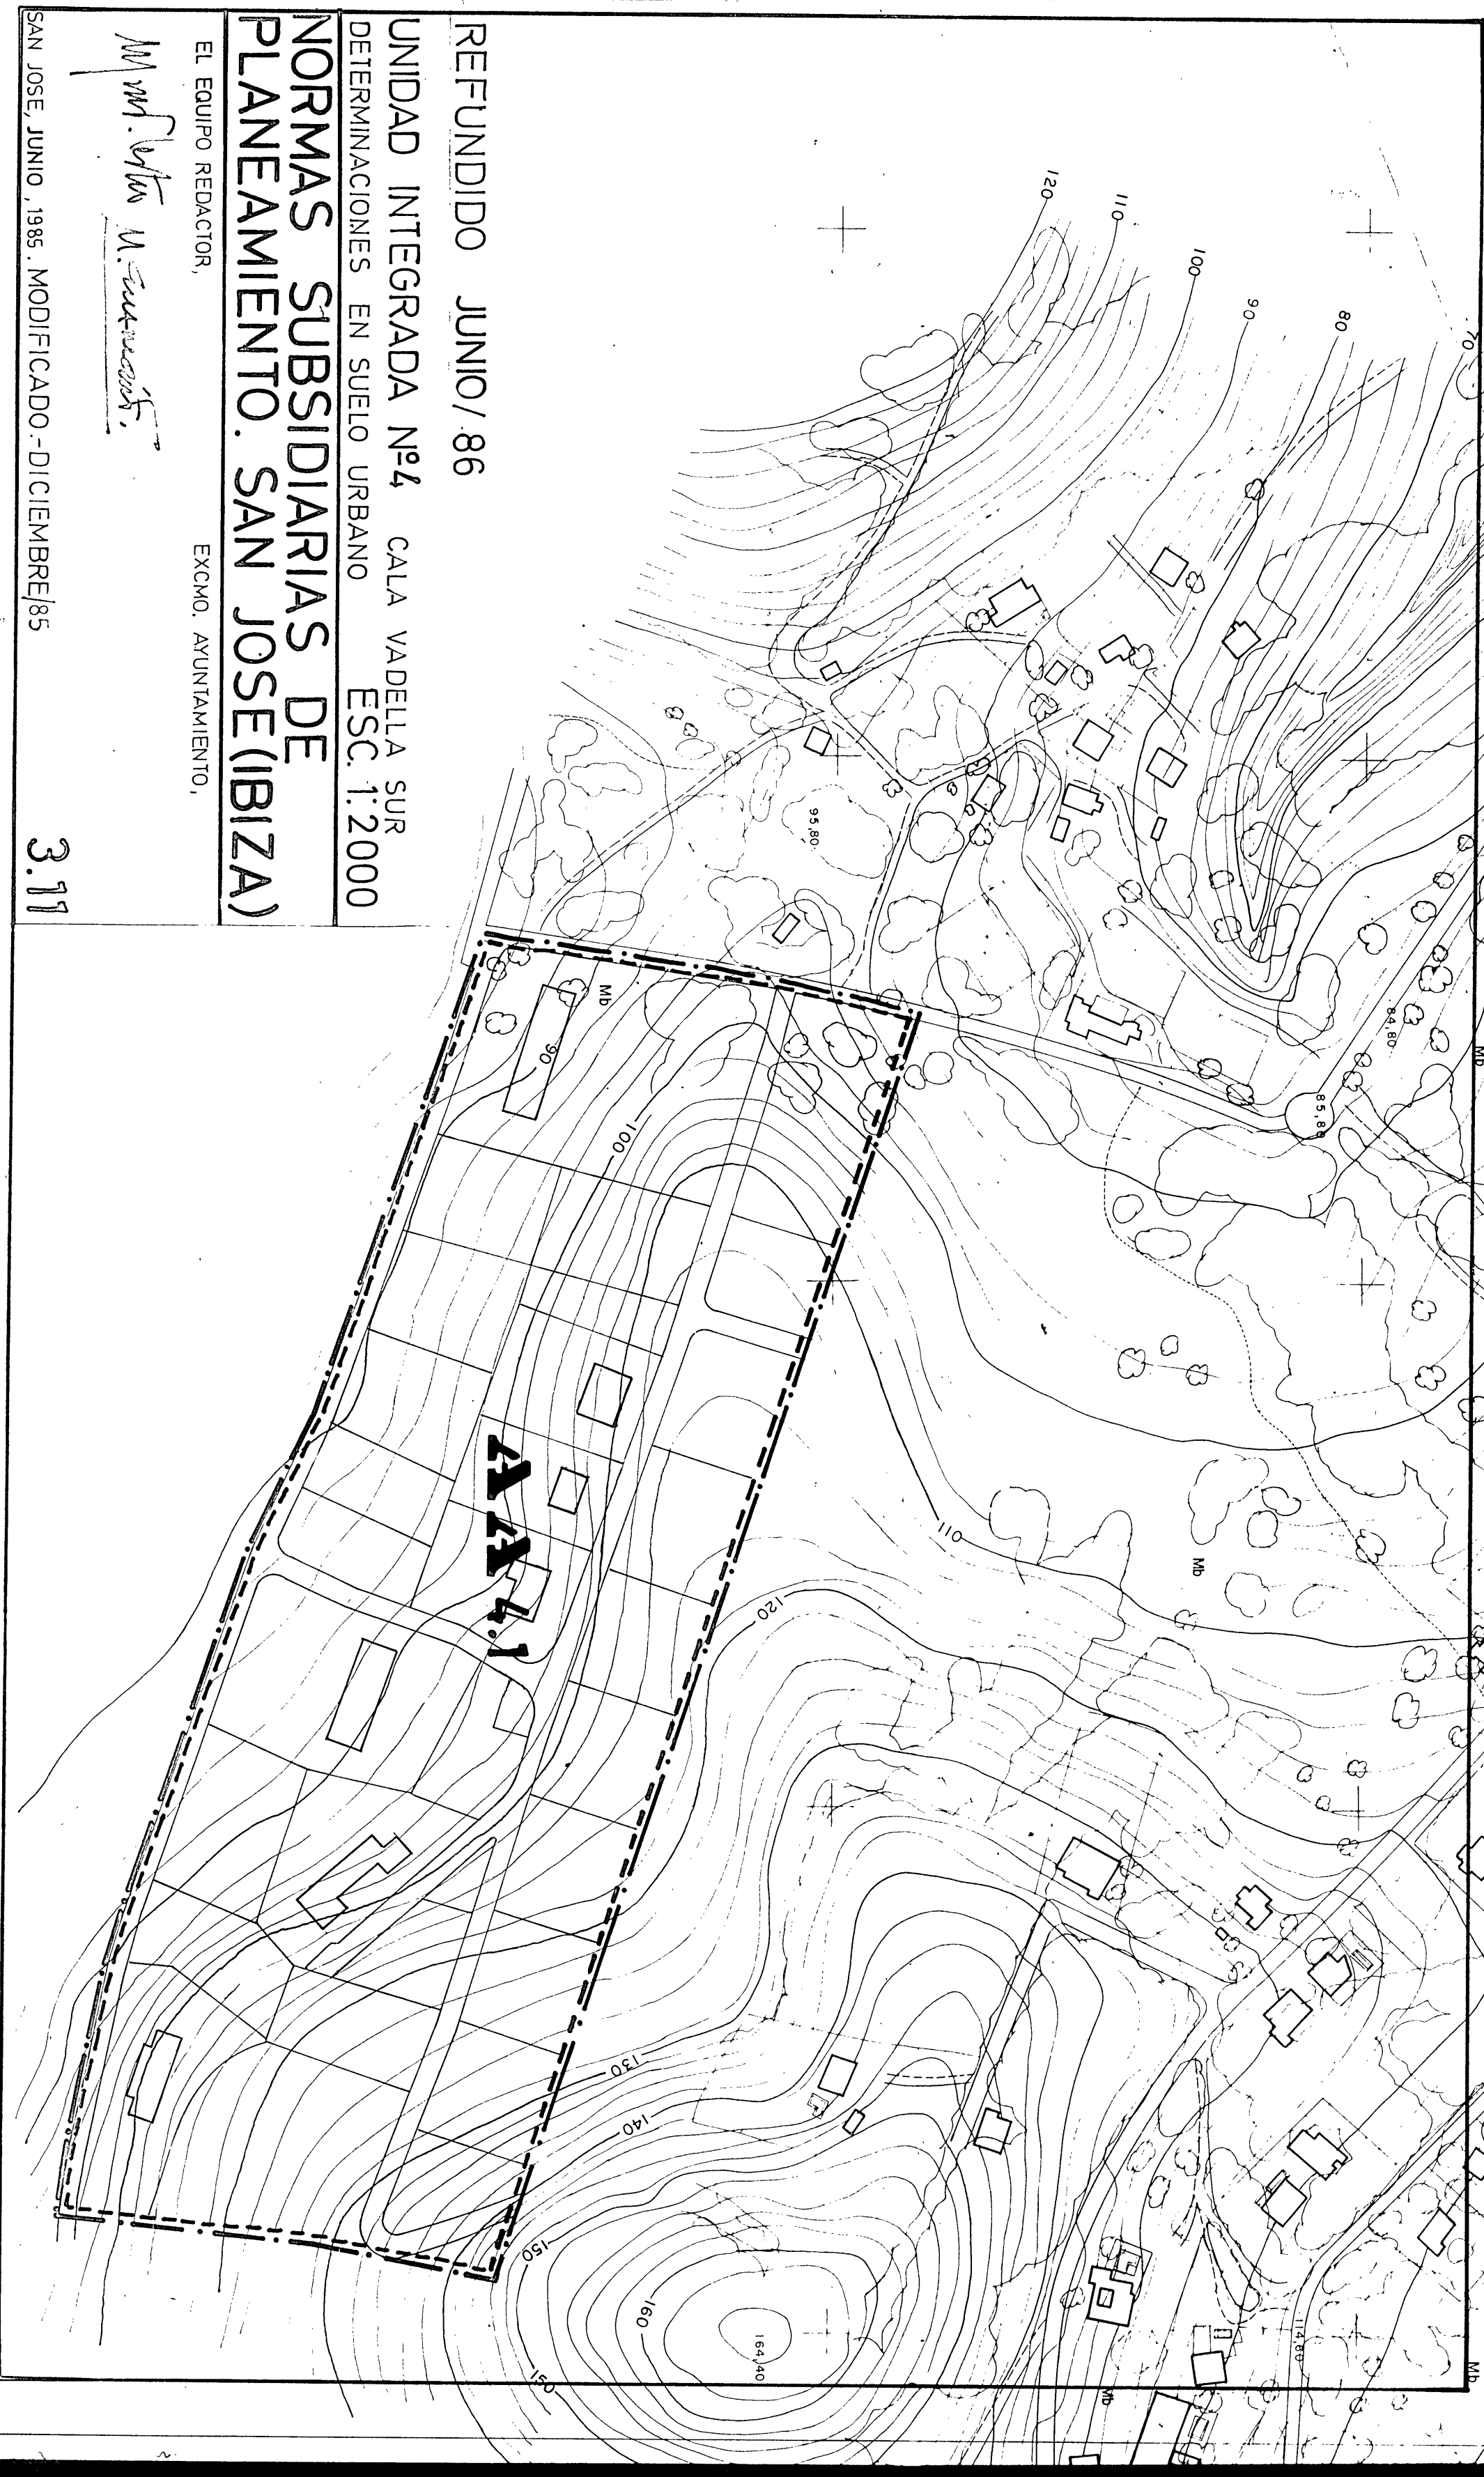 REFUNDIDO JUNIO/86
UNIDAD INTEGRADA Nº4 CALA VADELLA SUR
DETERMINACIONES EN SUELO URBANO ESC. 1:2000
NORMAS SUBSIDIARIAS DE
PLANEAMIENTO. SAN JOSE (IBIZA)
EL EQUIPO REDACTOR,
EXCMO. AYUNTAMIENTO,
SAN JOSE, JUNIO, 1985. MODIFICADO.-DICIEMBRE/85
3.11
120
110
100
90
80
70
95,80
84,80
85,80
Mb
Mb
90
100
AA4.1
110
Mb
120
130
140
150
160
164,40
150
114,60
Mb
Mb